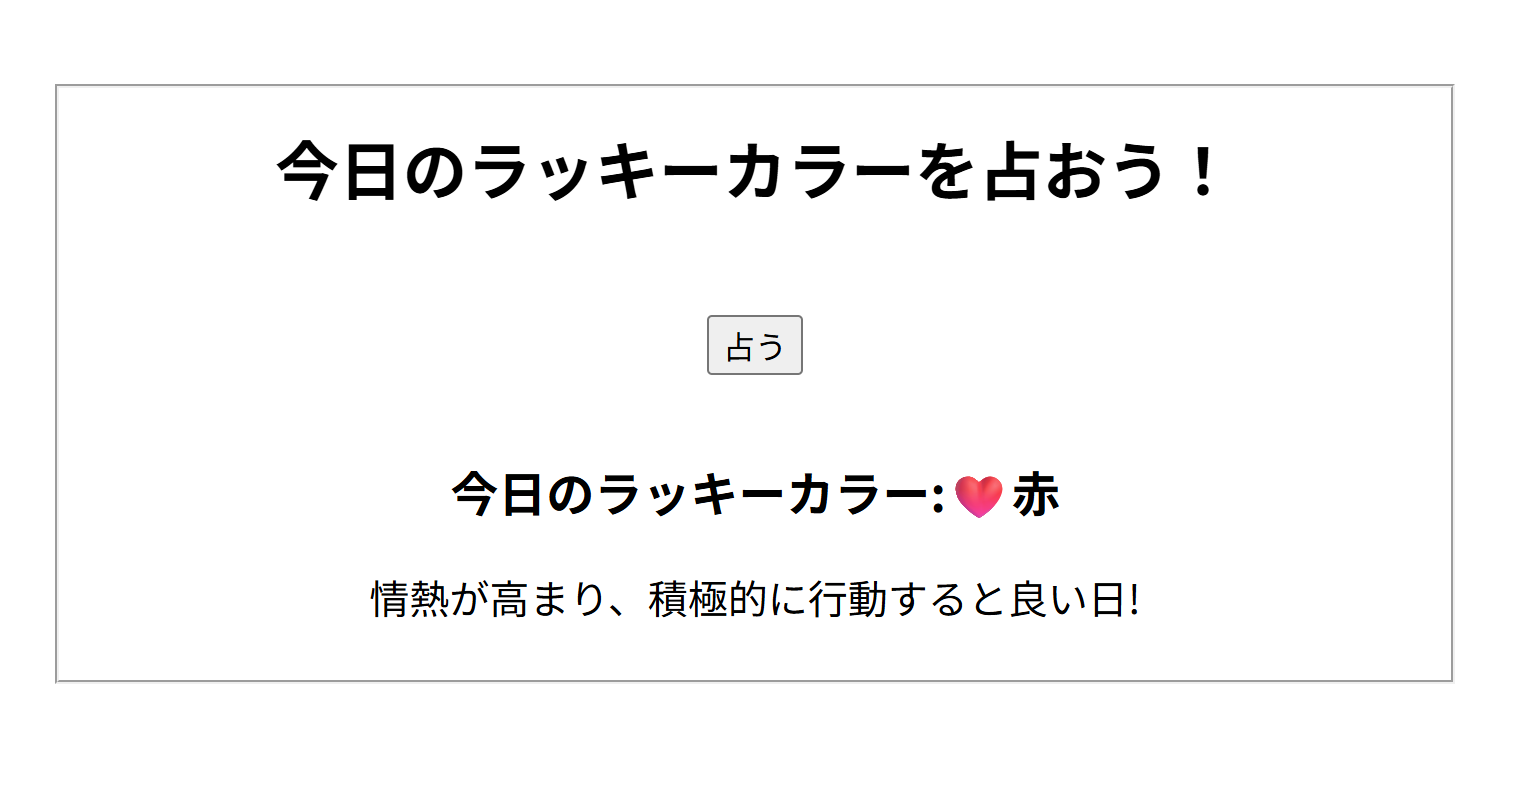 今日のラッキーカラーを占おう！
占う
今日のラッキーカラー:❤️赤
情熱が高まり、積極的に行動すると良い日!